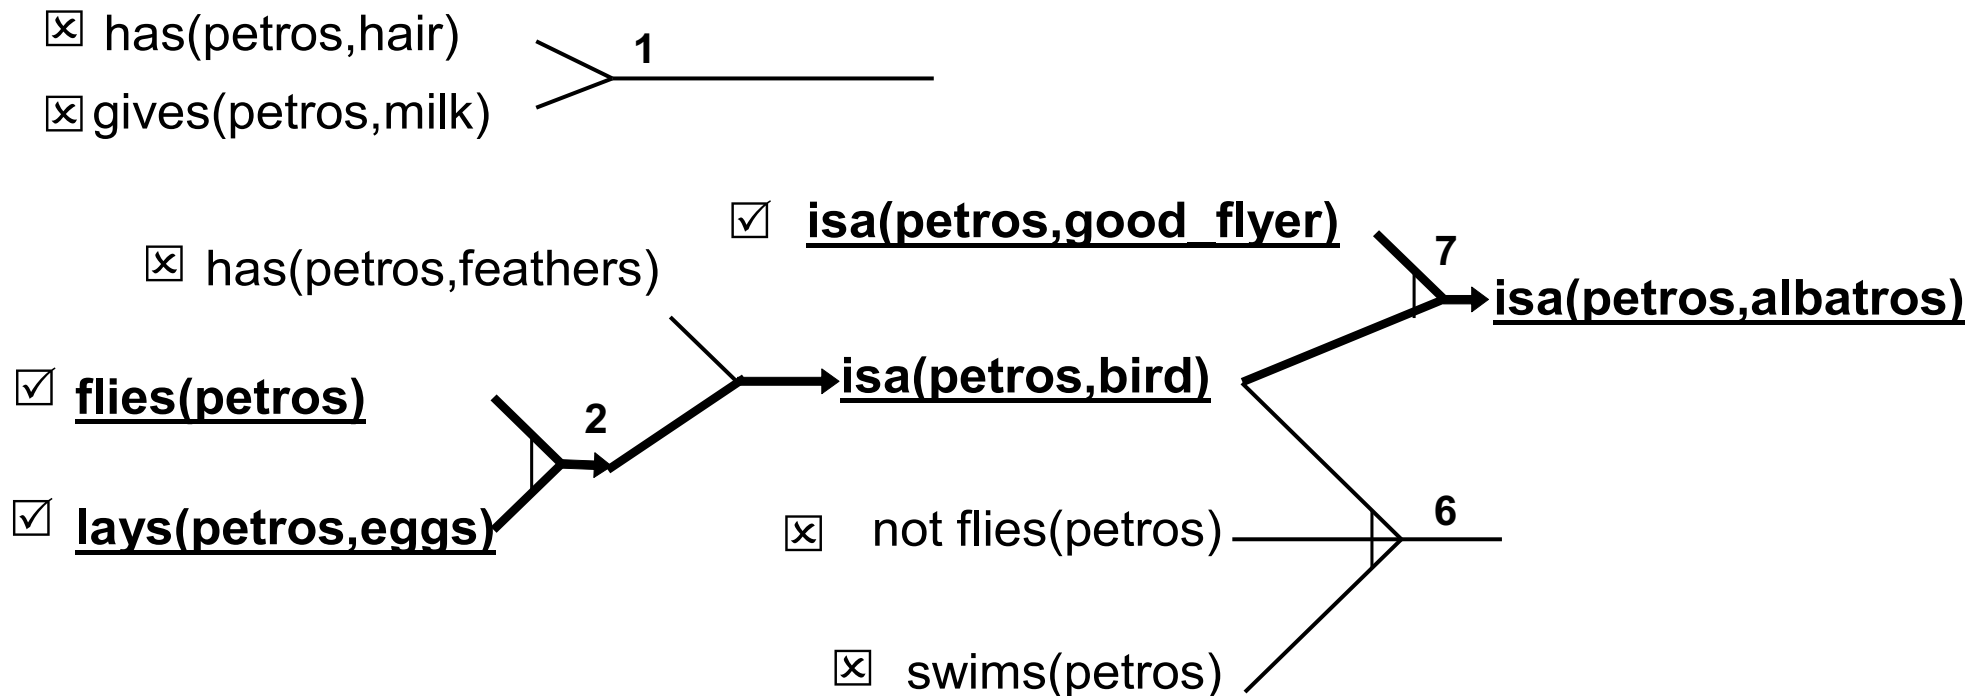 has(petros,hair)
1
gives(petros,milk)
isa(petros,good_flyer)
7
has(petros,feathers)
isa(petros,albatros)
flies(petros)
2
isa(petros,bird)
lays(petros,eggs)
not flies(petros)
6
swims(petros)